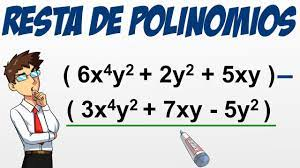 RESTA DE POLINOMIOS
( 6x⁴y² + 2y² + 5xy ) –
( 3x⁴y² + 7xy - 5y² )